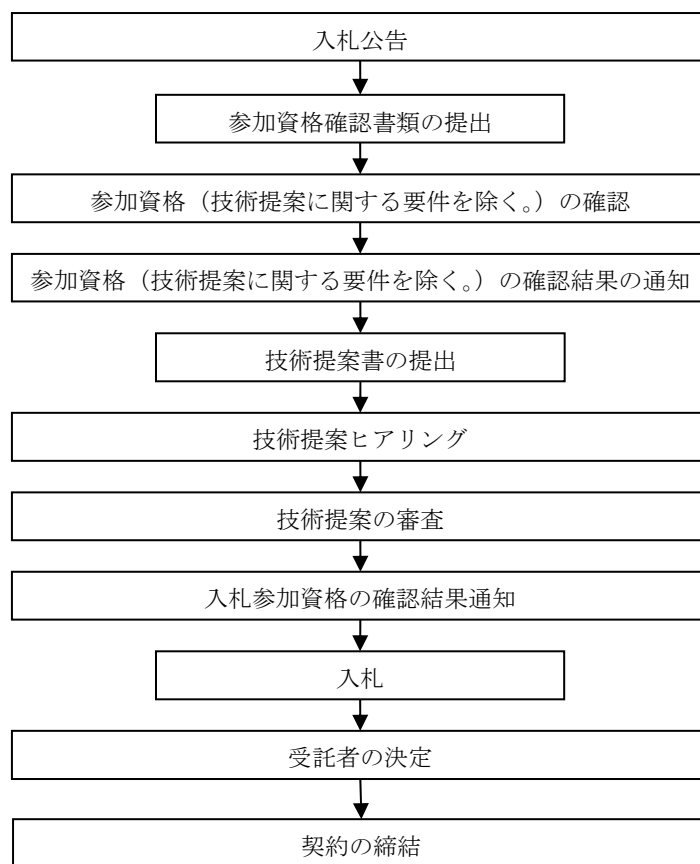 入札公告
参加資格確認書類の提出
参加資格（技術提案に関する要件を除く。）の確認
参加資格（技術提案に関する要件を除く。）の確認結果の通知
技術提案書の提出
技術提案ヒアリング
技術提案の審査
入札参加資格の確認結果通知
入札
受託者の決定
契約の締結